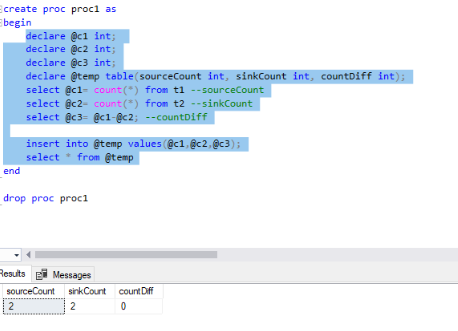 create proc proc1 as
begin
declare @c1 int;
declare @c2 int;
declare @c3 int;
declare @temp table(sourceCount int, sinkCount int, countDiff int);
select @c1= count(*) from t1 --sourceCount
select @c2= count(*) from t2 --sinkCount
select @c3= @c1-@c2; --countDiff
insert into @temp values(@c1,@c2,@c3);
select * from @temp
end
drop proc proc1
Results Messages
sourceCount sinkCount countDiff
2 2 0